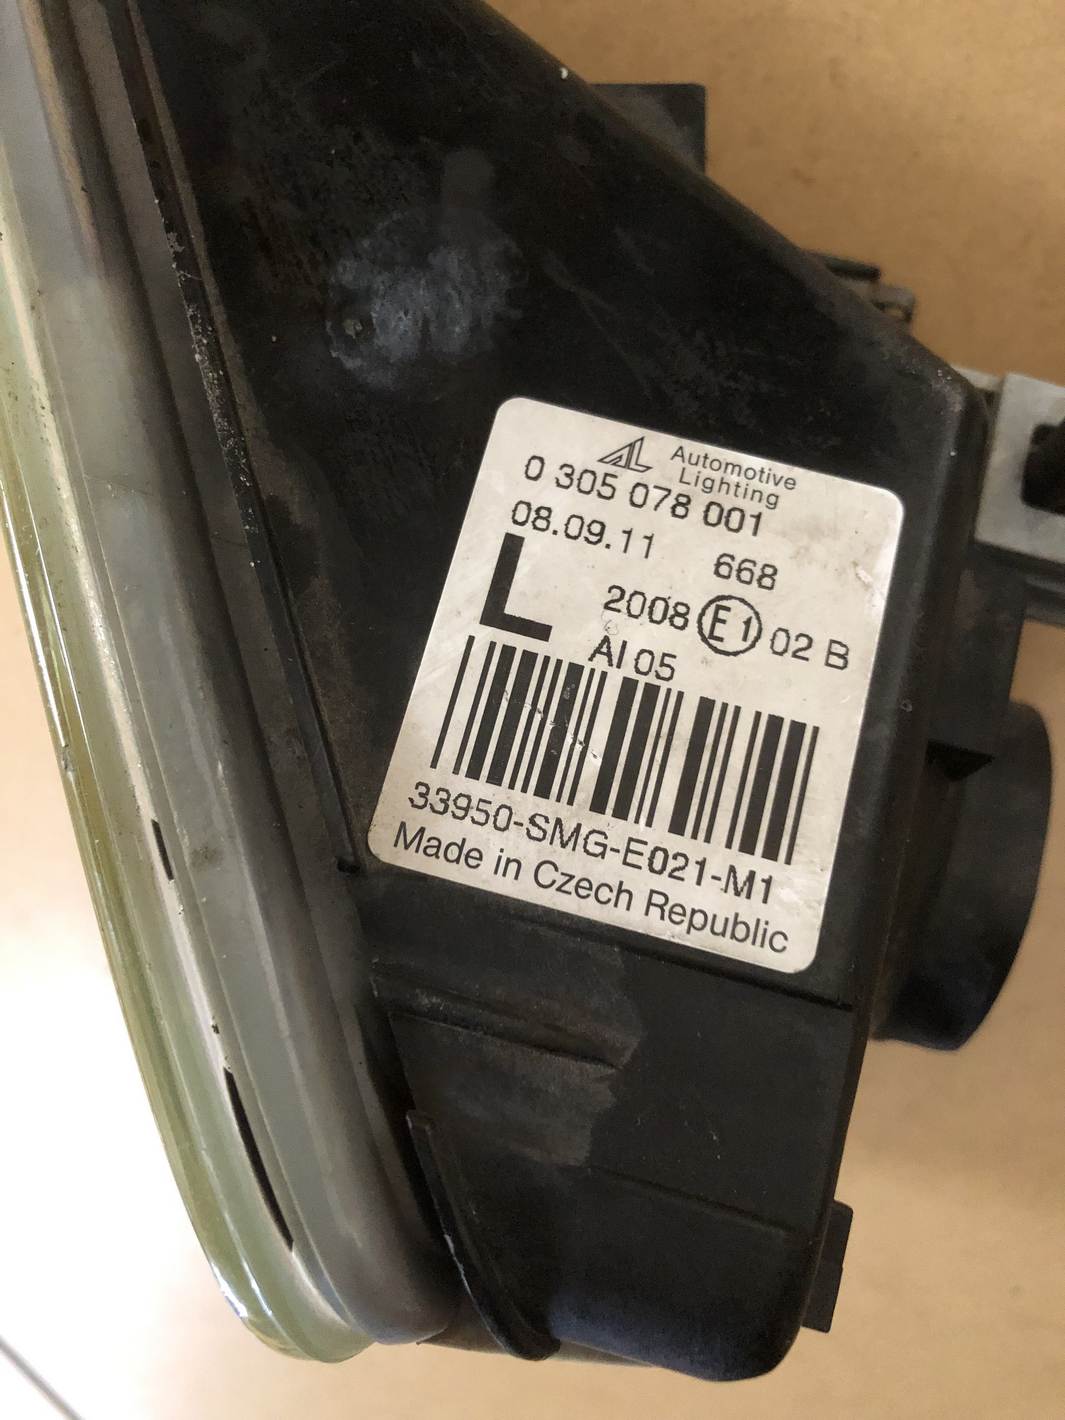 AL Automotive
Lighting
0 305 078 001
08.09.11 668
L 2008 E1 02 B
AI 05
33950-SMG-E021-M1
Made in Czech Republic